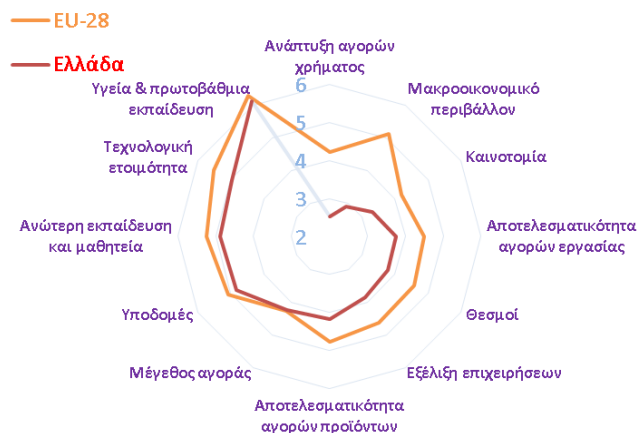 EU-28
Ελλάδα
Ανάπτυξη αγορών
χρήματος
Μακροοικονομικό
περιβάλλον
Καινοτομία
Αποτελεσματικότητα
αγορών εργασίας
Θεσμοί
Εξέλιξη επιχειρήσεων
Αποτελεσματικότητα
αγορών προϊόντων
Μέγεθος αγοράς
Υποδομές
Ανώτερη εκπαίδευση
και μαθητεία
Τεχνολογική
ετοιμότητα
Υγεία & πρωτοβάθμια
εκπαίδευση
6
5
4
3
2